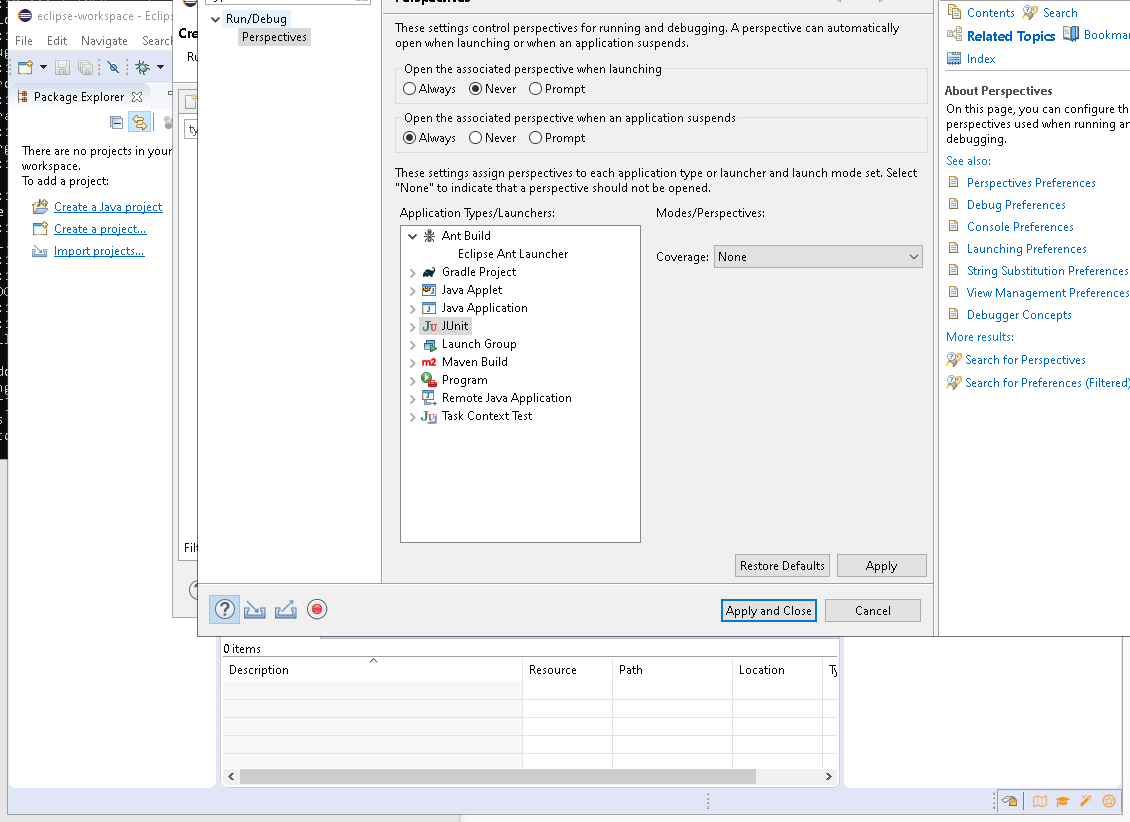 eclipse-workspace - Eclips
File Edit Navigate Search
Package Explorer
There are no projects in your
workspace.
To add a project:
Create a Java project
Create a project...
Import projects...
Cre
Ru
ty
Filt
Run/Debug
Perspectives
Perspectives
These settings control perspectives for running and debugging. A perspective can automatically
open when launching or when an application suspends.
Open the associated perspective when launching
Always Never Prompt
Open the associated perspective when an application suspends
Always Never Prompt
These settings assign perspectives to each application type or launcher and launch mode set. Select
"None" to indicate that a perspective should not be opened.
Application Types/Launchers:
Ant Build
Eclipse Ant Launcher
Gradle Project
Java Applet
Java Application
JUnit
Launch Group
m2 Maven Build
Program
Remote Java Application
Task Context Test
Modes/Perspectives:
Coverage: None
Restore Defaults Apply
Apply and Close Cancel
Contents Search
Related Topics Bookmar
Index
About Perspectives
On this page, you can configure th
perspectives used when running an
debugging.
See also:
Perspectives Preferences
Debug Preferences
Console Preferences
Launching Preferences
String Substitution Preferences
View Management Preferences
Debugger Concepts
More results:
Search for Perspectives
Search for Preferences (Filtered)
0 items
Description Resource Path Location Ty